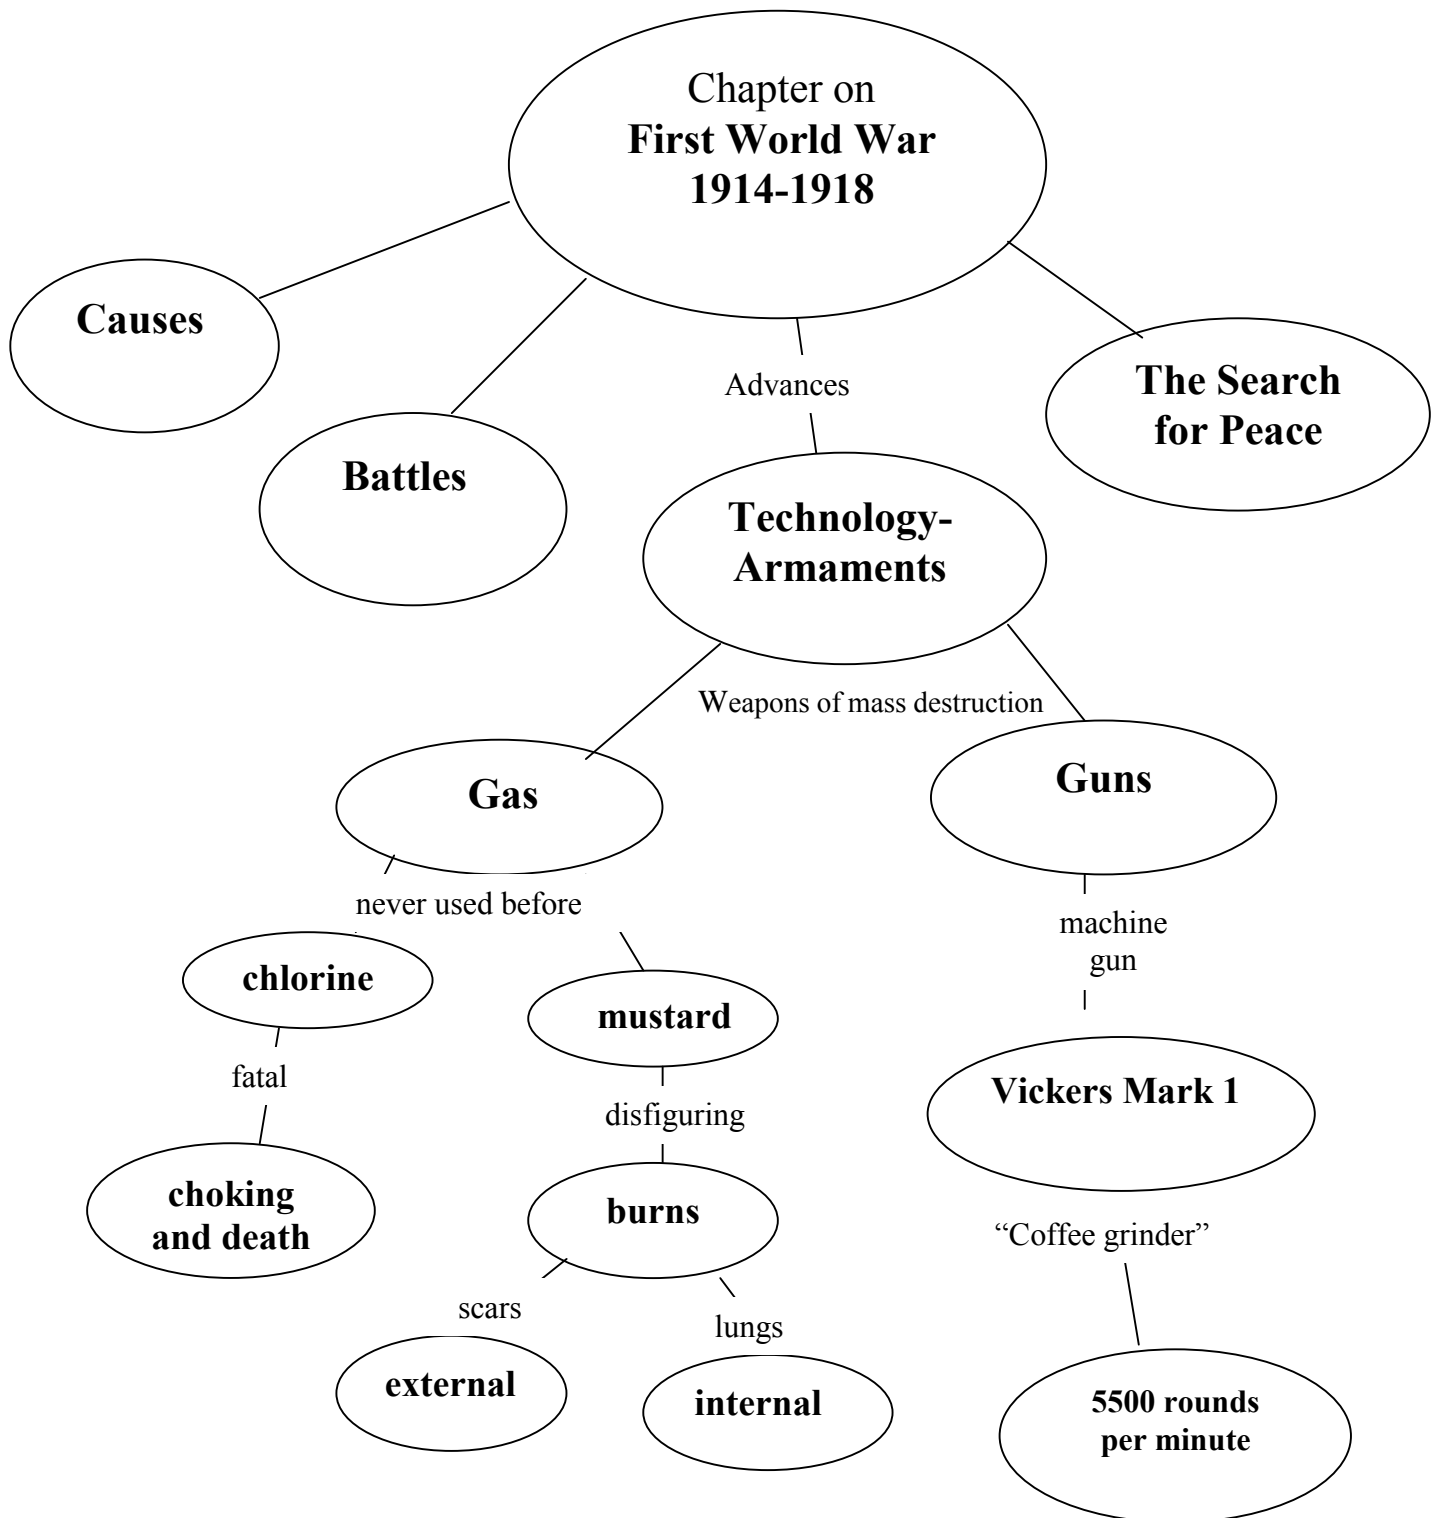 Chapter on
First World War
1914-1918
Causes
Battles
Advances
The Search
for Peace
Technology-
Armaments
Weapons of mass destruction
Gas
Guns
never used before
machine
gun
chlorine
mustard
fatal
disfiguring
Vickers Mark 1
choking
and death
burns
“Coffee grinder”
scars
lungs
external
internal
5500 rounds
per minute